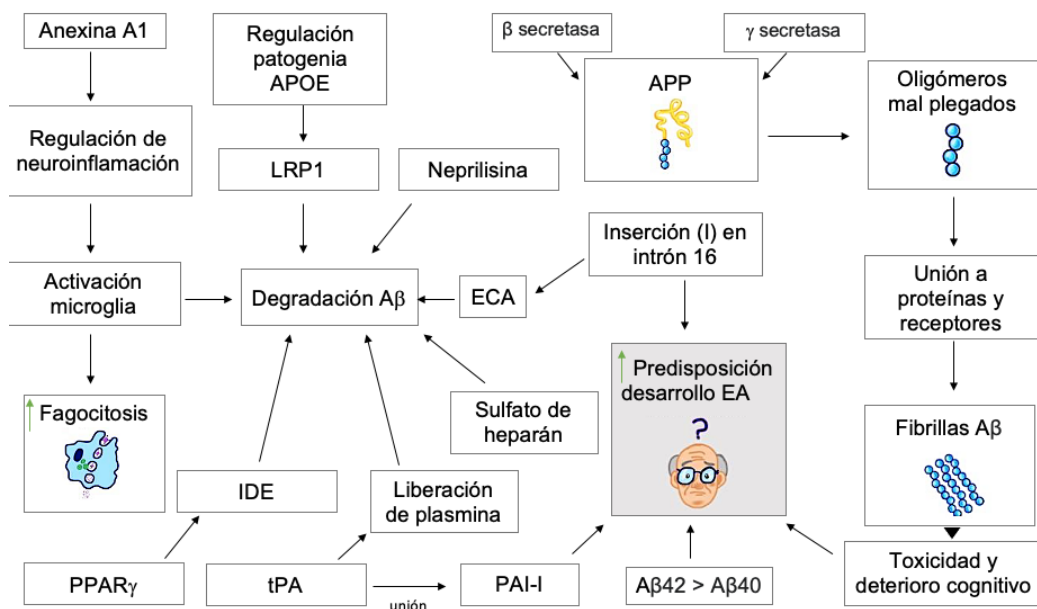 Anexina A1
Regulación
patogenia
APOE
β secretasa
γ secretasa
APP
Oligómeros
mal plegados
Regulación de
neuroinflamación
LRP1
Neprilisina
Inserción (I) en
intrón 16
Activación
microglia
Degradación Aβ
ECA
Unión a
proteínas y
receptores
Predisposición
desarrollo EA
?
Fagocitosis
Sulfato de
heparán
Fibrillas Aβ
IDE
Liberación
de plasmina
PPARγ
tPA
unión
PAI-I
Aβ42 > Aβ40
Toxicidad y
deterioro cognitivo